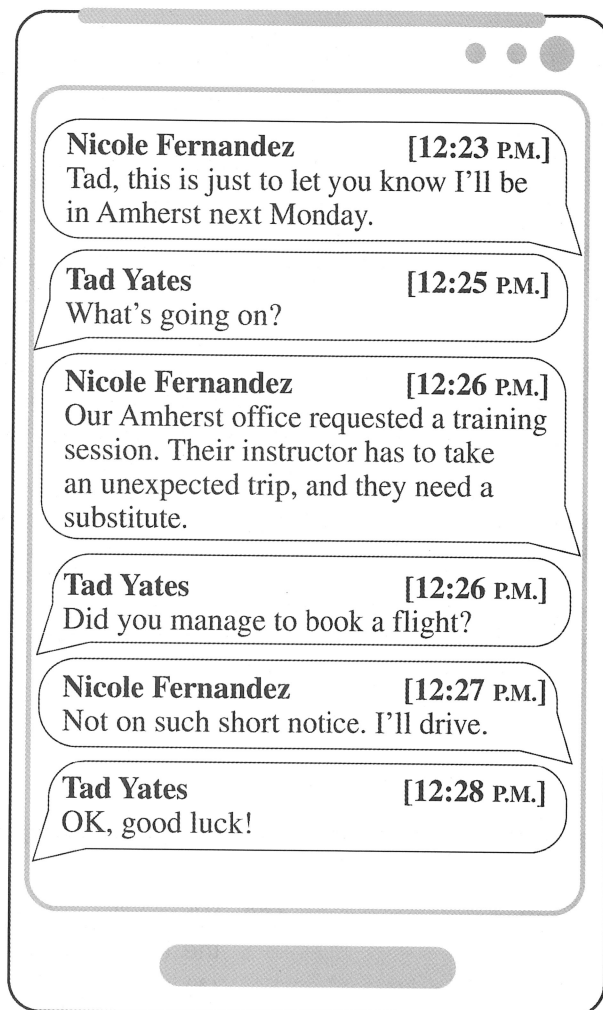 Nicole Fernandez [12:23 P.M.]
Tad, this is just to let you know I'll be
in Amherst next Monday.
Tad Yates [12:25 P.M.]
What's going on?
Nicole Fernandez [12:26 P.M.]
Our Amherst office requested a training
session. Their instructor has to take
an unexpected trip, and they need a
substitute.
Tad Yates [12:26 P.M.]
Did you manage to book a flight?
Nicole Fernandez [12:27 P.M.]
Not on such short notice. I'll drive.
Tad Yates [12:28 P.M.]
OK, good luck!